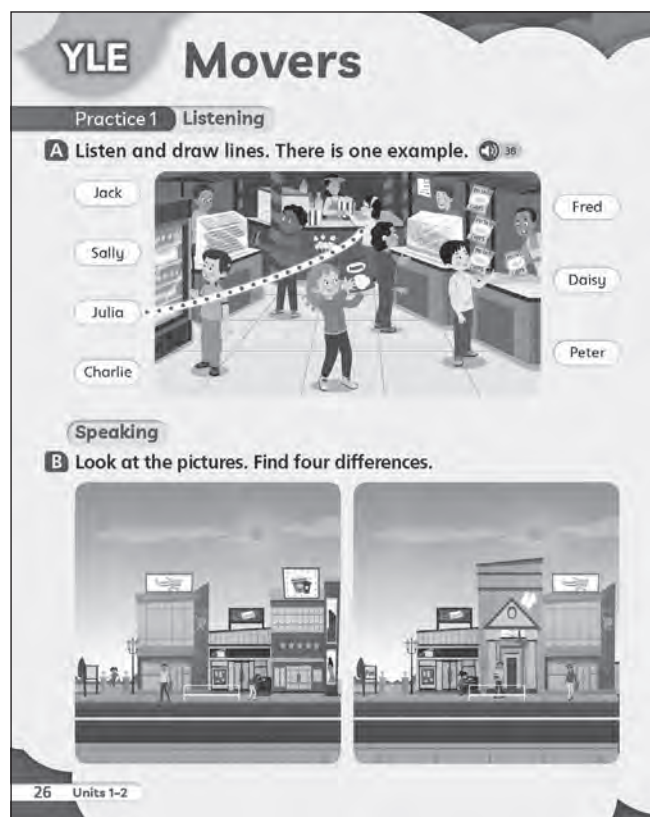 YLE Movers
Practice 1 Listening
A Listen and draw lines. There is one example. 36
Jack
Sally
Julia
Charlie
Fred
Daisy
Peter
Speaking
B Look at the pictures. Find four differences.
26 Units 1–2